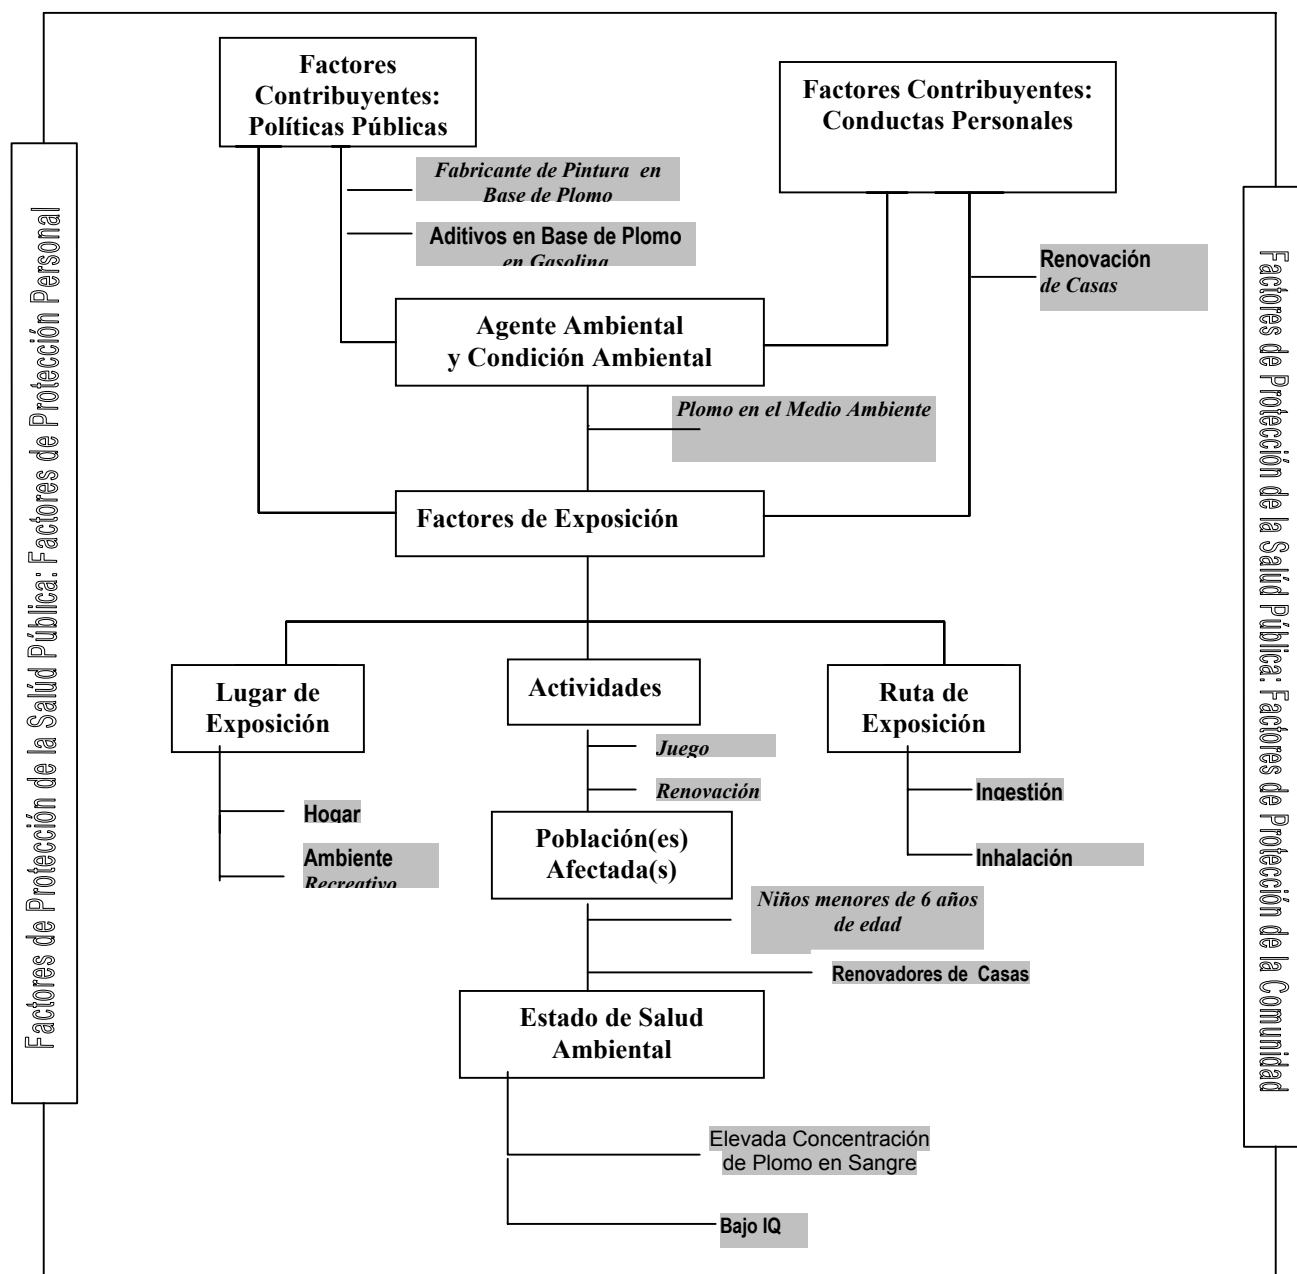 Factores
Contribuyentes:
Políticas Públicas
Factores Contribuyentes:
Conductas Personales
Fabricante de Pintura en
Base de Plomo
Aditivos en Base de Plomo
en Gasolina
Renovación
de Casas
Agente Ambiental
y Condición Ambiental
Plomo en el Medio Ambiente
Factores de Exposición
Lugar de
Exposición
Actividades
Ruta de
Exposición
Juego
Renovación
Hogar
Ambiente
Recreativo
Ingestión
Inhalación
Población(es)
Afectada(s)
Niños menores de 6 años
de edad
Renovadores de Casas
Estado de Salud
Ambiental
Elevada Concentración
de Plomo en Sangre
Bajo IQ
Factores de Protección de la Salúd Pública: Factores de Protección Personal
Factores de Protección de la Salúd Pública: Factores de Protección de la Comunidad